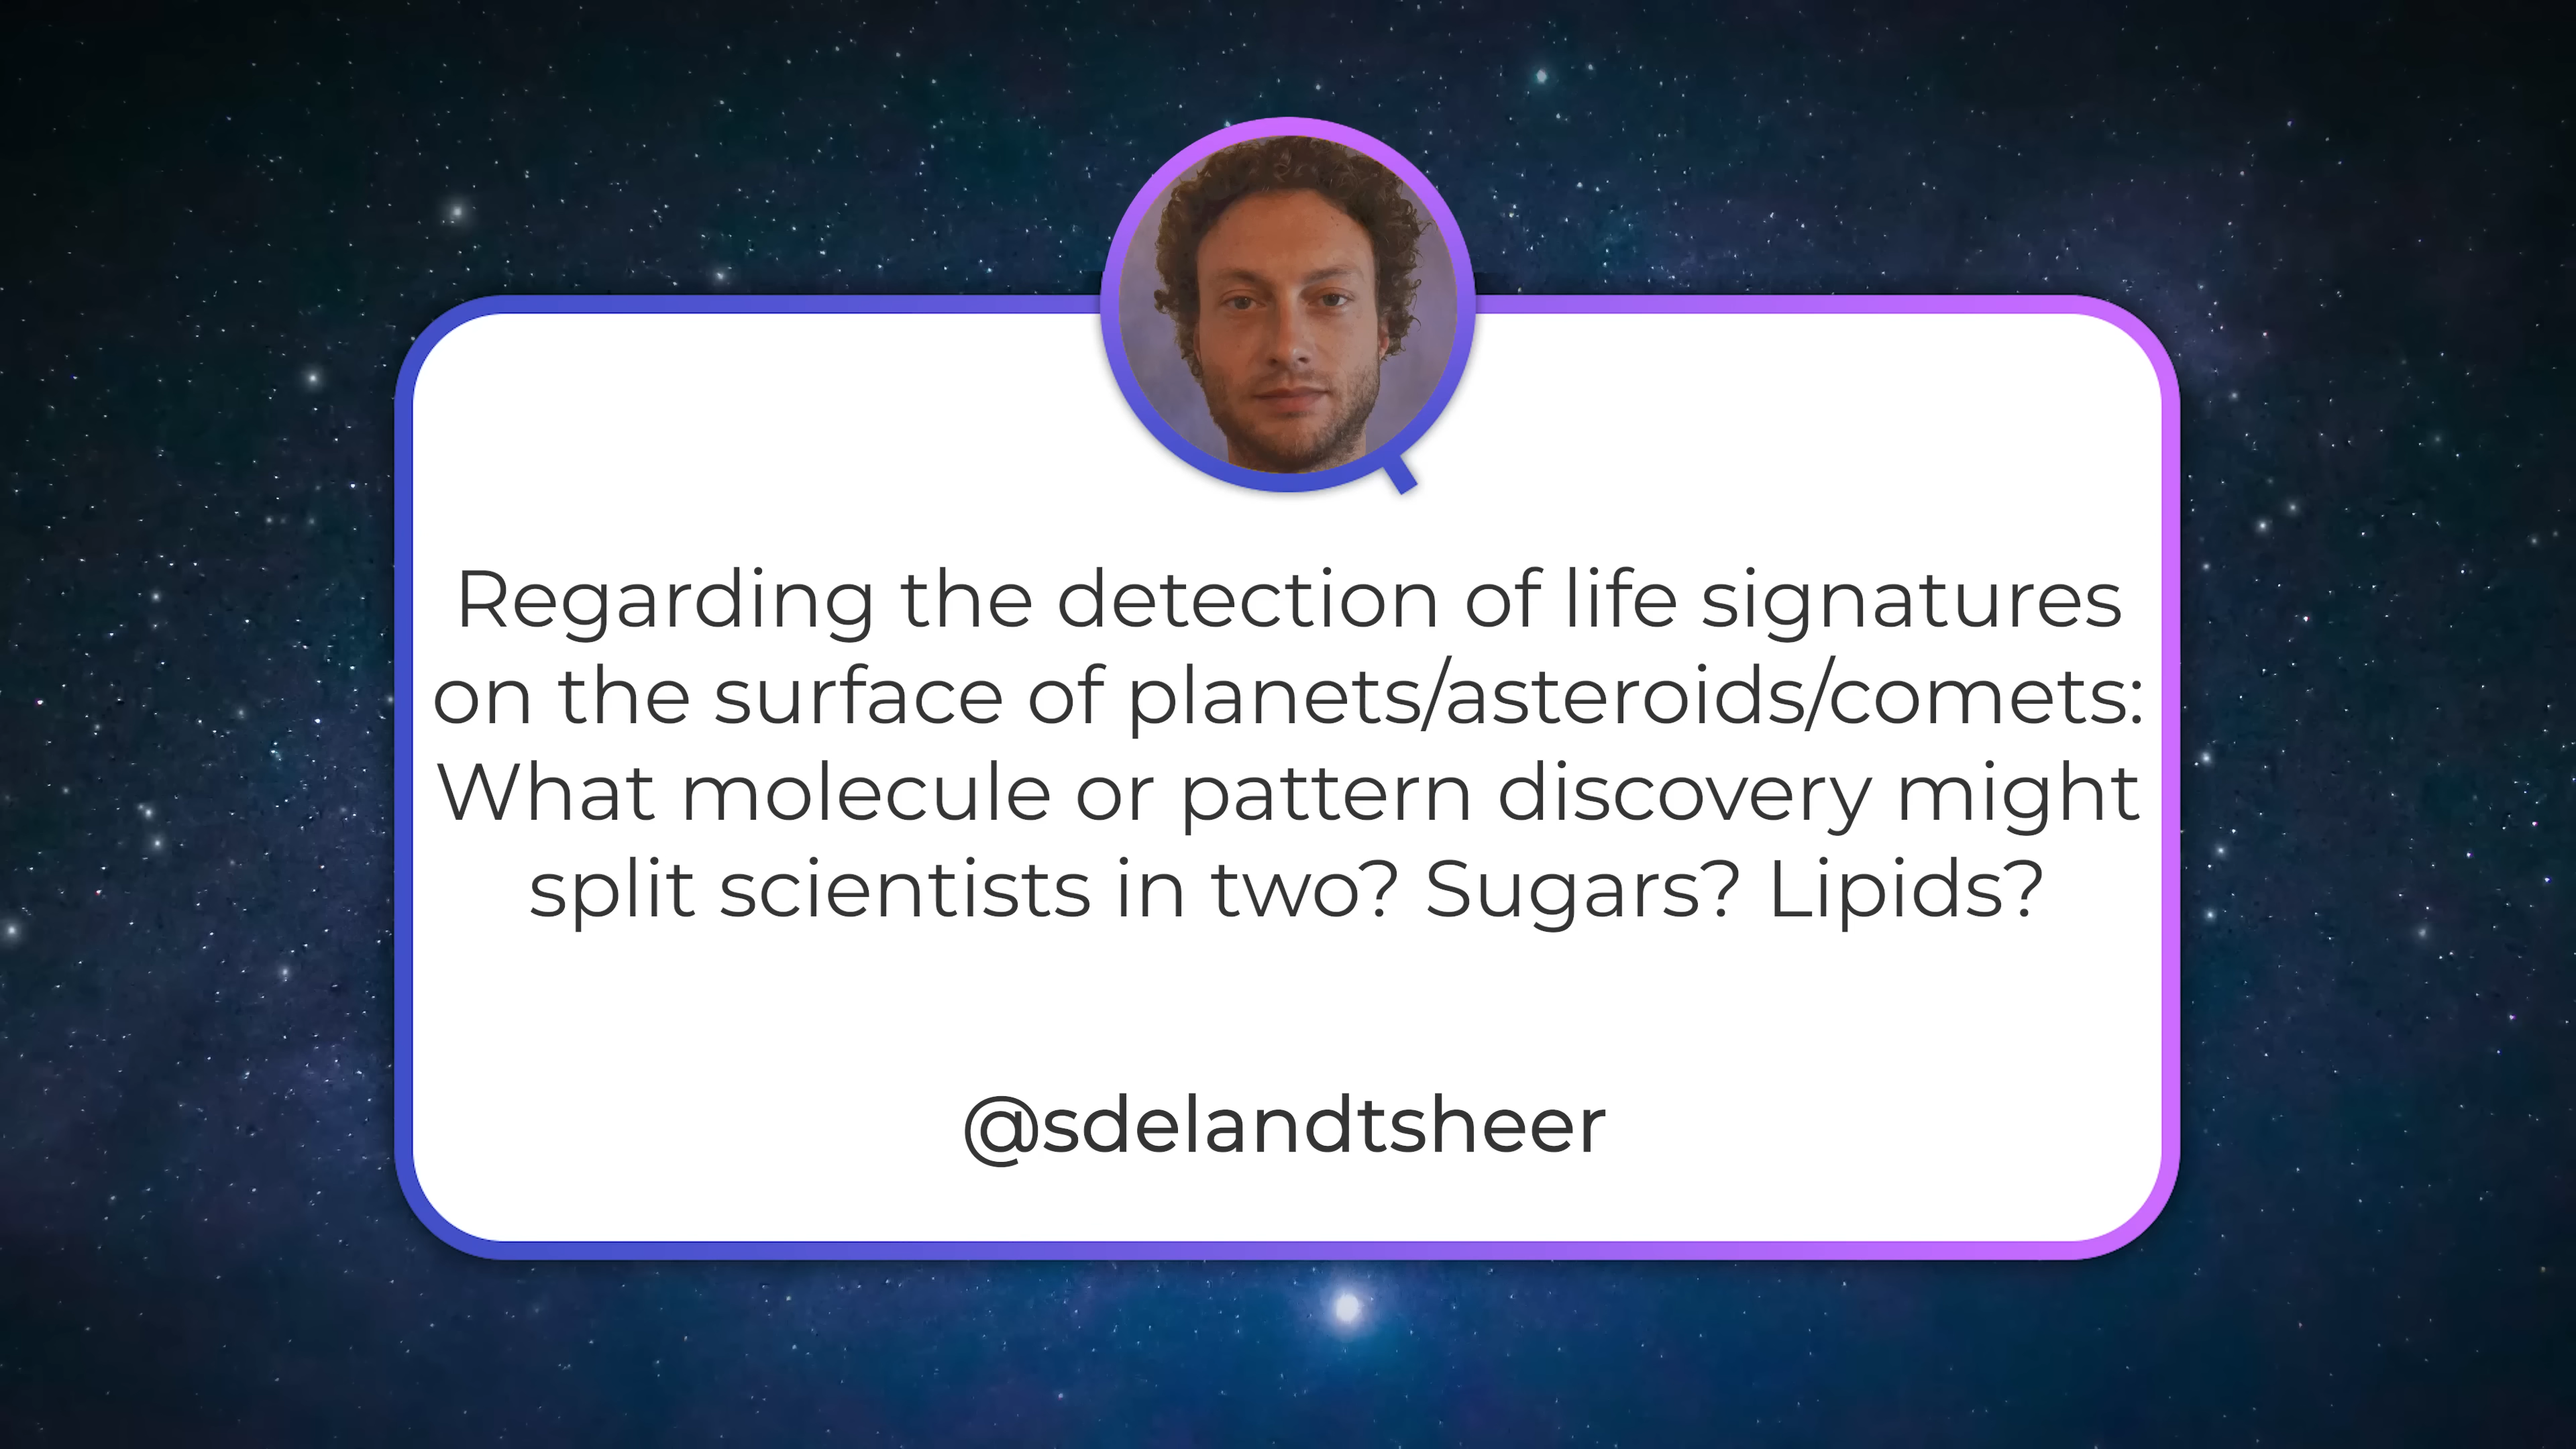 Regarding the detection of life signatures
on the surface of planets/asteroids/comets:
What molecule or pattern discovery might
split scientists in two? Sugars? Lipids?
@sdelandtsheer